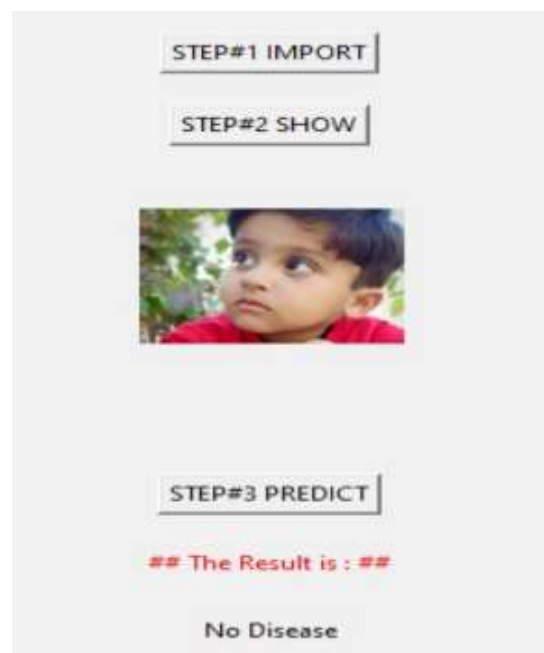 STEP#1 IMPORT
STEP#2 SHOW
STEP#3 PREDICT
## The Result is : ##
No Disease